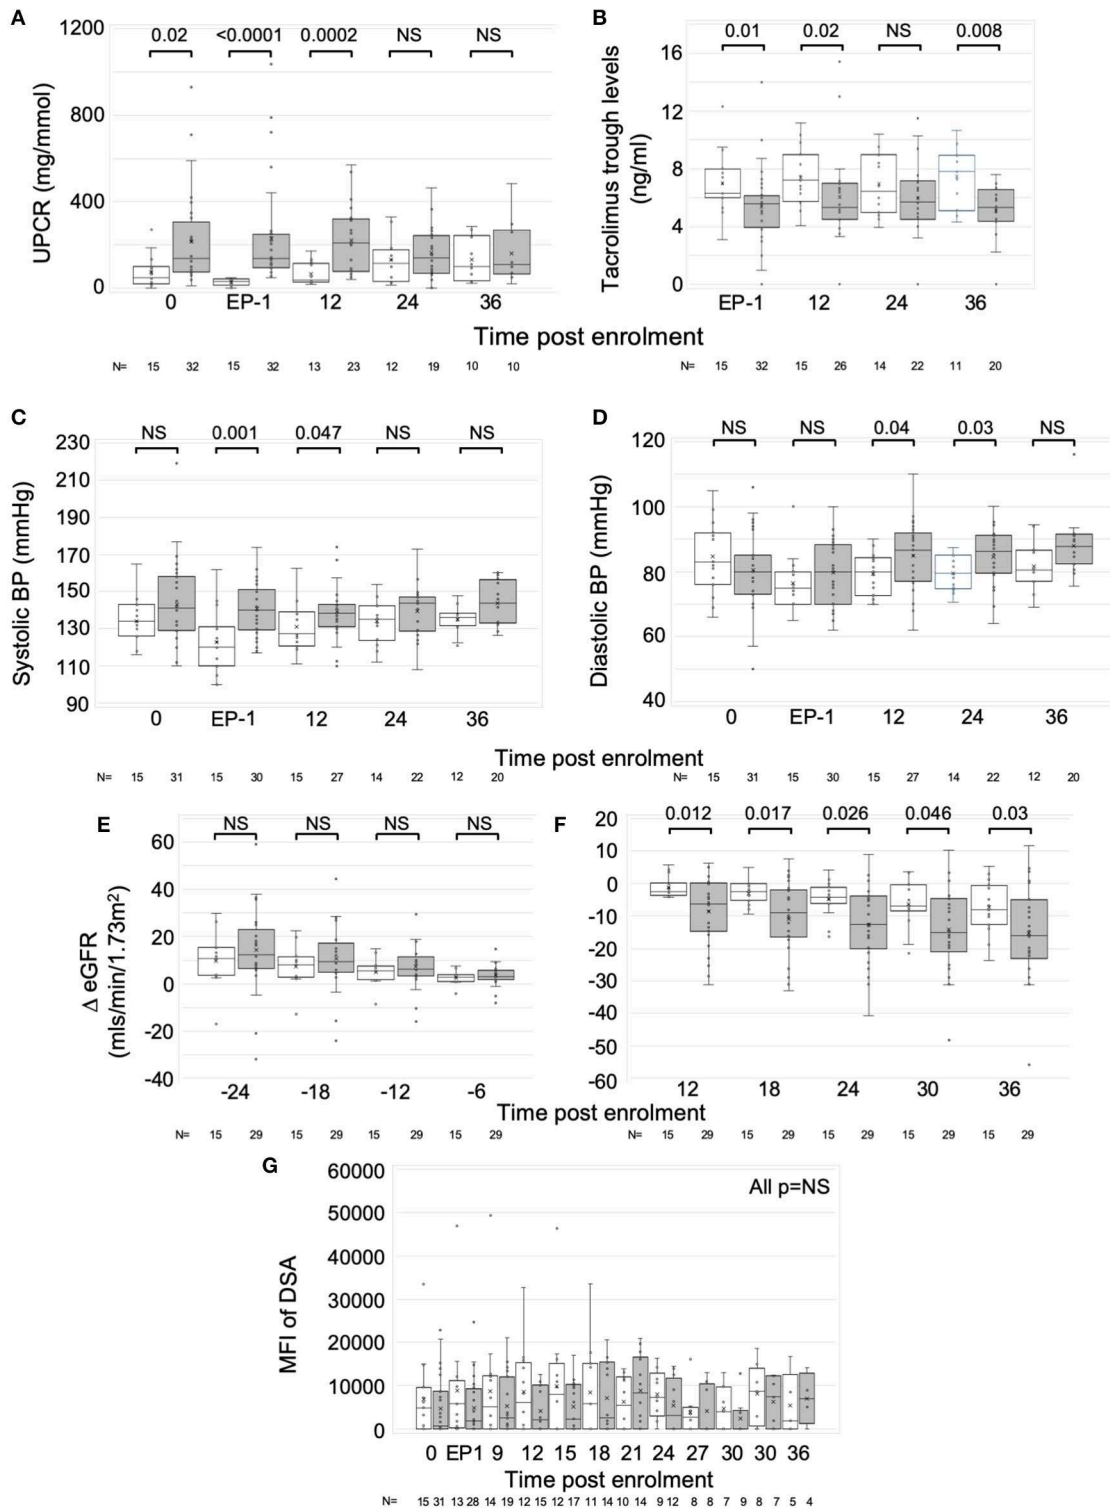 A
1200
800
400
0
UPCR (mg/mmol)
0.02 <0.0001 0.0002 NS NS
0 EP-1 12 24 36
B
16
12
8
4
0
Tacrolimus trough levels
(ng/ml)
0.01 0.02 NS 0.008
EP-1 12 24 36
Time post enrolment
N= 15 32 15 32 13 23 12 19 10 10
N= 15 32 15 26 14 22 11 20
C
230
210
190
170
150
130
110
90
Systolic BP (mmHg)
NS 0.001 0.047 NS NS
0 EP-1 12 24 36
D
120
100
80
60
40
Diastolic BP (mmHg)
NS NS 0.04 0.03 NS
0 EP-1 12 24 36
Time post enrolment
N= 15 31 15 30 15 27 14 22 12 20
N= 15 31 15 30 15 27 14 22 12 20
E
60
40
20
0
-20
-40
Δ eGFR
(mls/min/1.73m²)
NS NS NS NS
-24 -18 -12 -6
F
20
10
0
-10
-20
-30
-40
-50
-60
0.012 0.017 0.026 0.046 0.03
12 18 24 30 36
Time post enrolment
N= 15 29 15 29 15 29 15 29
N= 15 29 15 29 15 29 15 29 15 29
G
60000
50000
40000
30000
20000
10000
0
MFI of DSA
All p=NS
0 EP1 9 12 15 18 21 24 27 30 30 36
Time post enrolment
N= 15 31 13 28 14 19 12 15 12 17 11 14 10 14 9 12 8 8 7 9 8 7 5 4